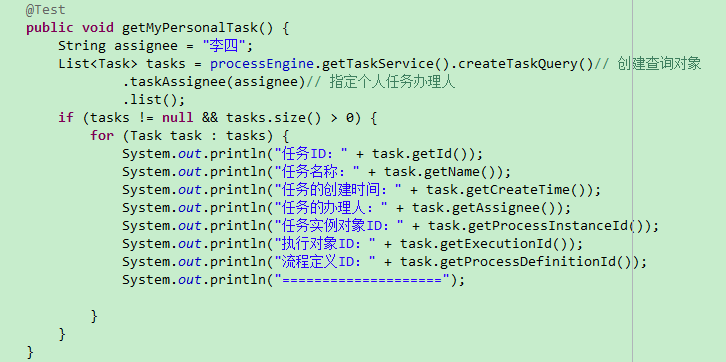 @Test
public void getMyPersonalTask() {
String assignee = "李四";
List<Task> tasks = processEngine.getTaskService().createTaskQuery()// 创建查询对象
.taskAssignee(assignee)// 指定个人任务办理人
.list();
if (tasks != null && tasks.size() > 0) {
for (Task task : tasks) {
System.out.println("任务ID：" + task.getId());
System.out.println("任务名称：" + task.getName());
System.out.println("任务的创建时间：" + task.getCreateTime());
System.out.println("任务的办理人：" + task.getAssignee());
System.out.println("任务实例对象ID：" + task.getProcessInstanceId());
System.out.println("执行对象ID：" + task.getExecutionId());
System.out.println("流程定义ID：" + task.getProcessDefinitionId());
System.out.println("====================");
}
}
}